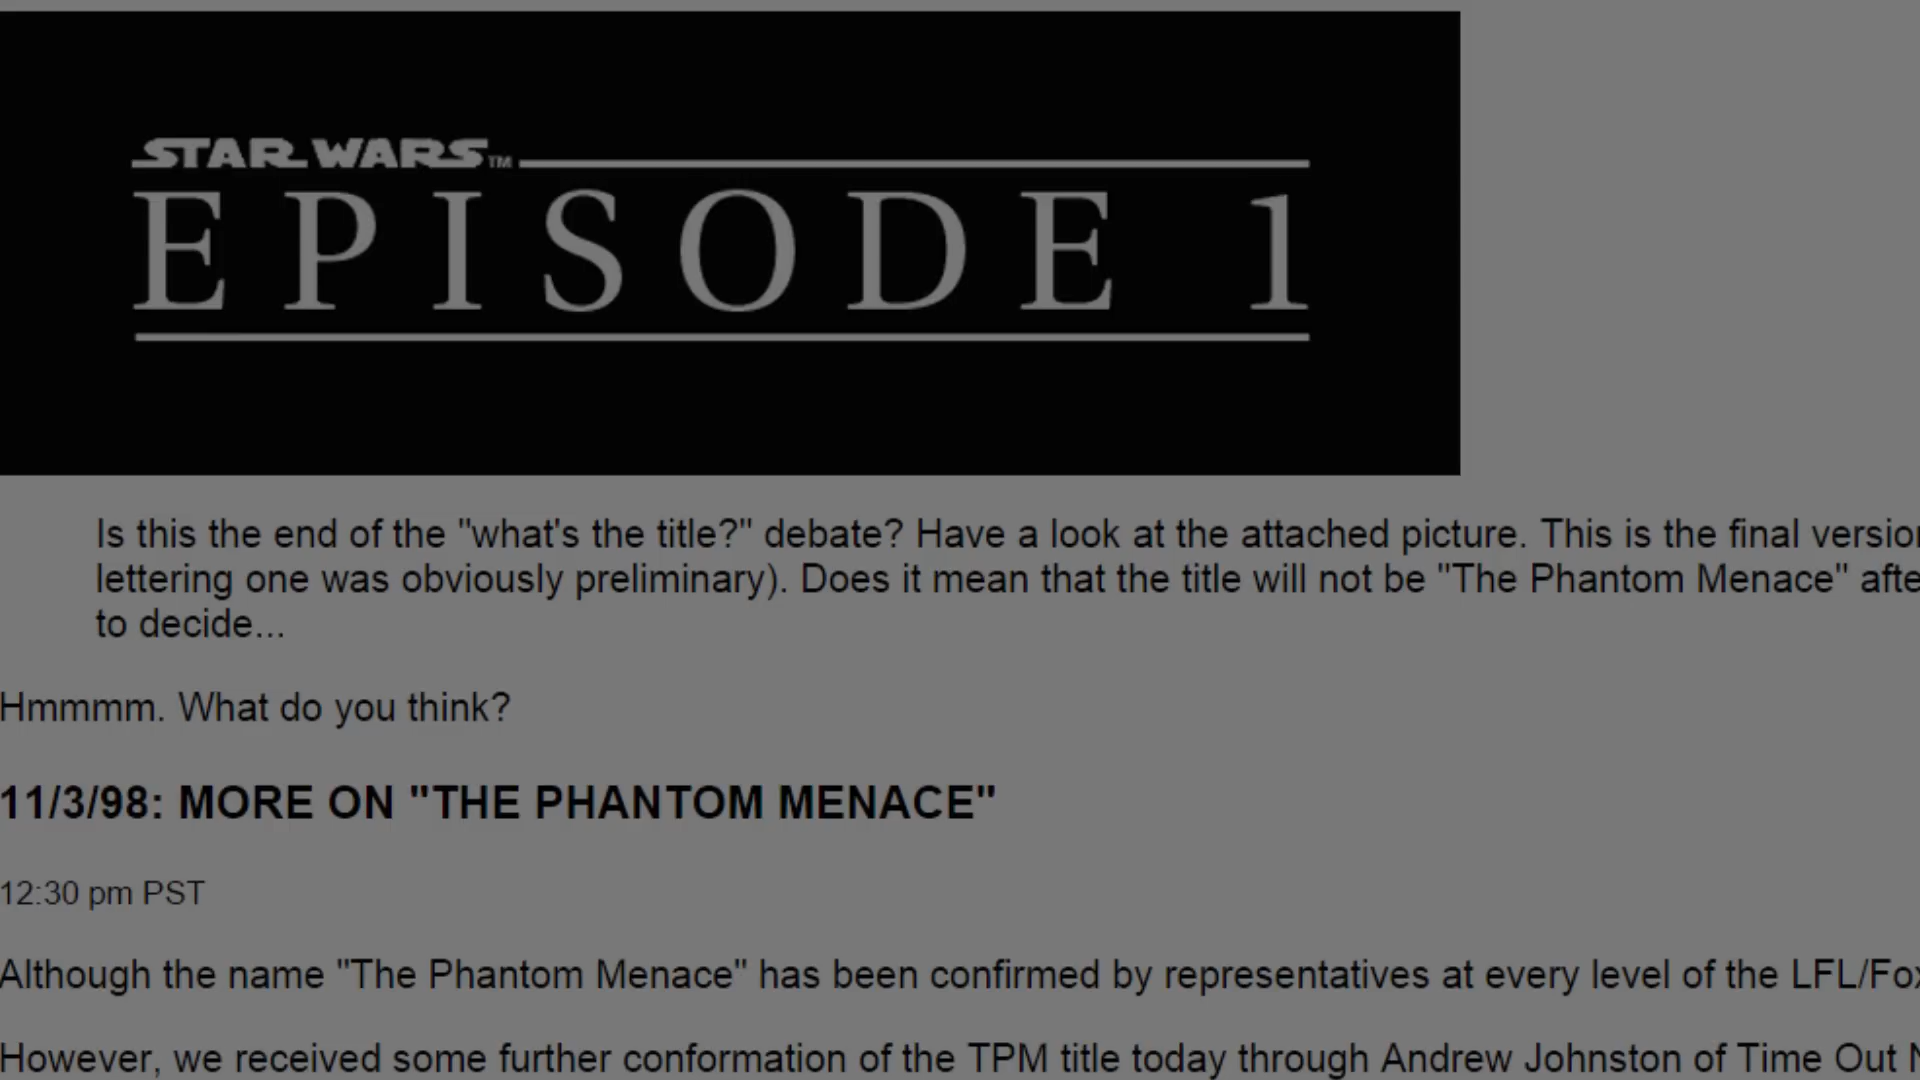 STAR WARS™
EPISODE 1
Is this the end of the "what's the title?" debate? Have a look at the attached picture. This is the final
lettering one was obviously preliminary). Does it mean that the title will not be "The Phantom Menace"
to decide...
Hmmmm. What do you think?
11/3/98: MORE ON "THE PHANTOM MENACE"
12:30 pm PST
Although the name "The Phantom Menace" has been confirmed by representatives at every level of the
However, we received some further conformation of the TPM title today through Andrew Johnston of Time Out